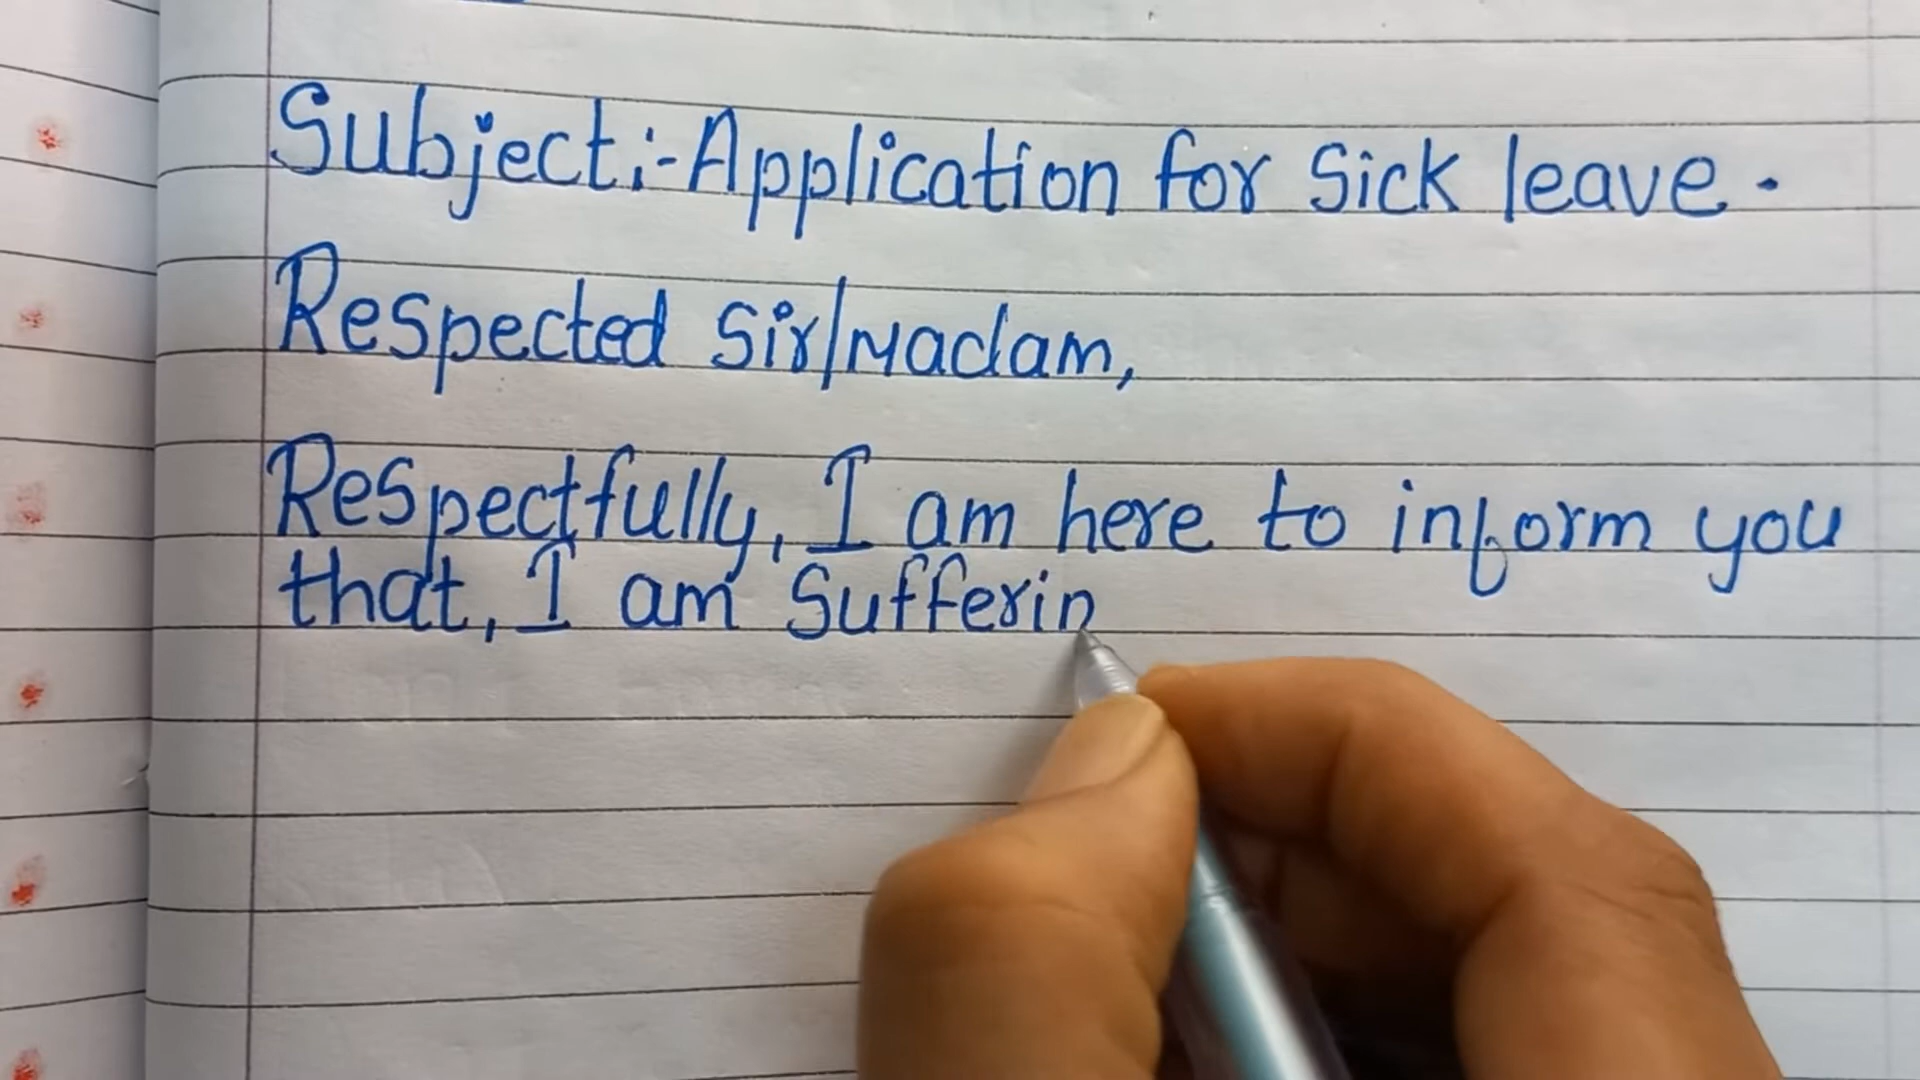 Subject:-Application for Sick leave.
Respected Sir/Madam,
Respectfully, I am here to inform you
that, I am Sufferin